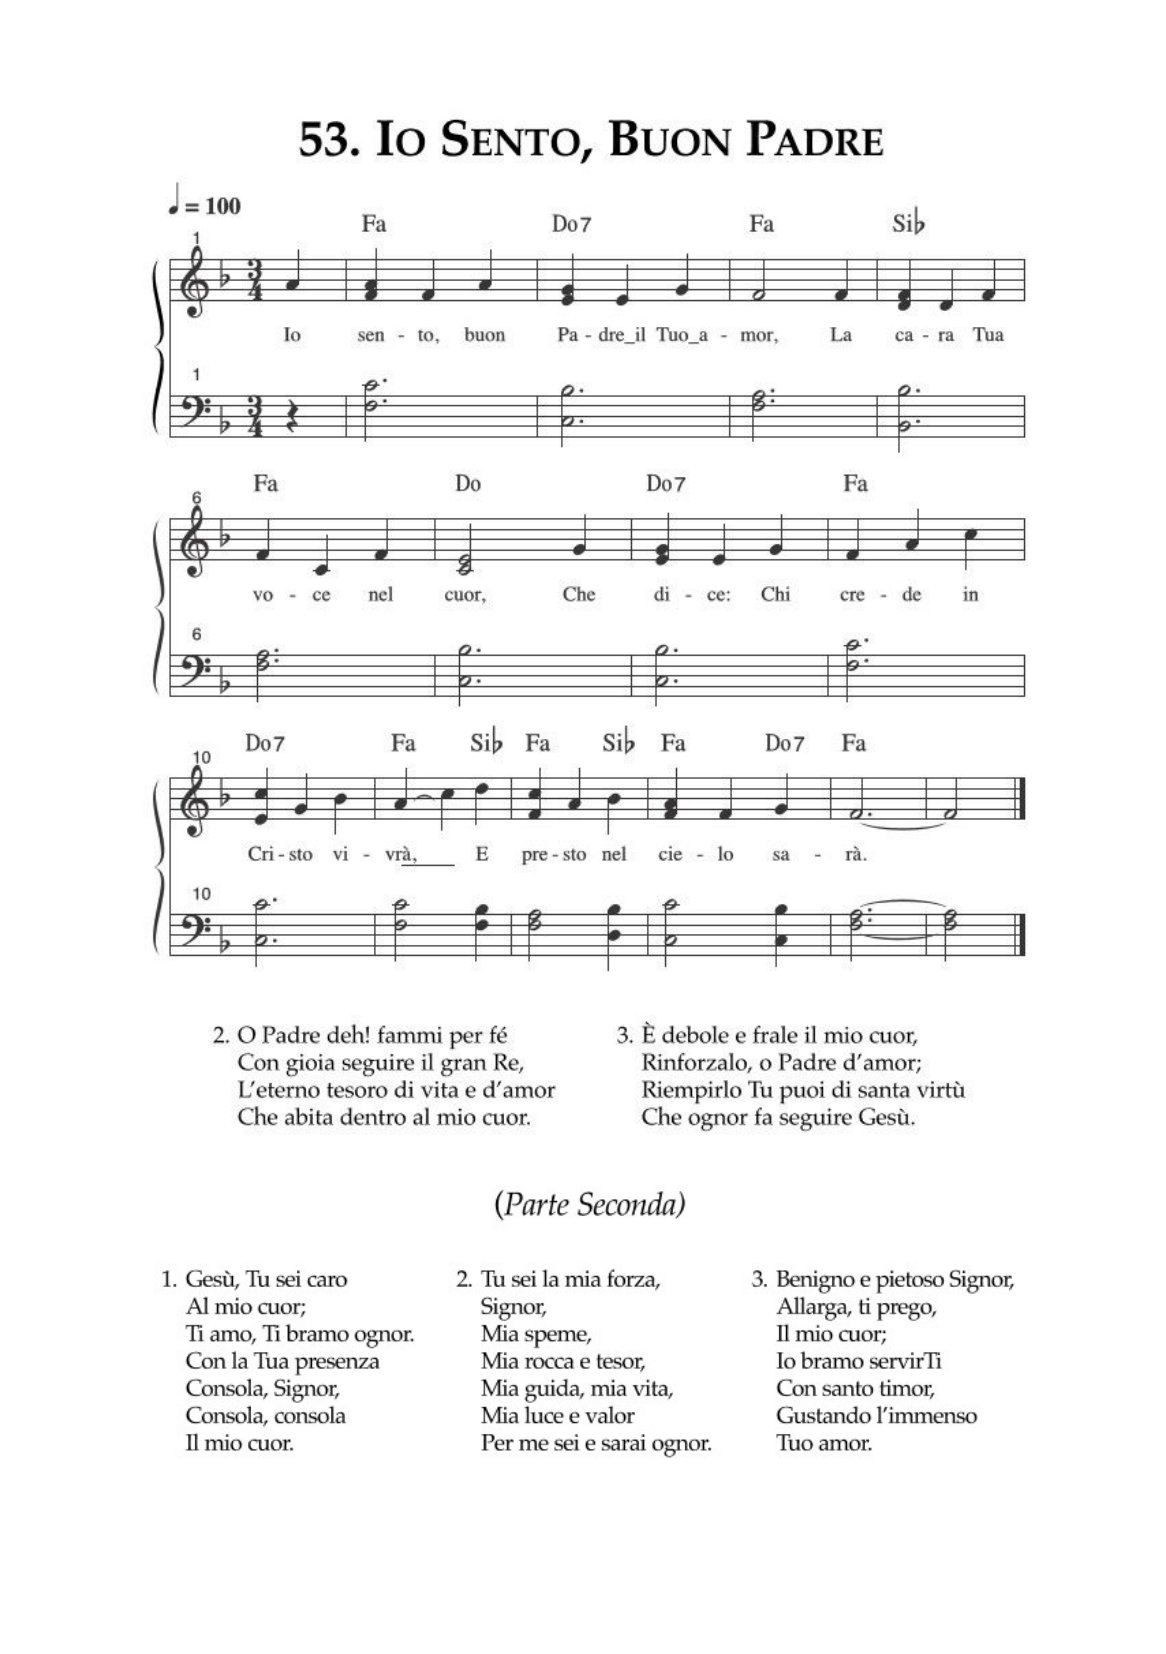 53. Io Sento, Buon Padre
= 100
Fa Do7 Fa Si♭
1
3 4
Io sen - to, buon Pa - dre_il Tuo_a - mor, La ca - ra Tua
1
3 4
Fa Do Do7 Fa
6
vo - ce nel cuor, Che di - ce: Chi cre - de in
6
Do7 Fa Si♭ Fa Si♭ Fa Do7 Fa
10
Cri - sto vi - vrà, E pre - sto nel cie - lo sa - rà.
10
2. O Padre deh! fammi per fé
Con gioia seguire il gran Re,
L'eterno tesoro di vita e d'amor
Che abita dentro al mio cuor.
3. È debole e frale il mio cuor,
Rinforzalo, o Padre d'amor;
Riempirlo Tu puoi di santa virtù
Che ognor fa seguire Gesù.
(Parte Seconda)
1. Gesù, Tu sei caro
Al mio cuor;
Ti amo, Ti bramo ognor.
Con la Tua presenza
Consola, Signor,
Consola, consola
Il mio cuor.
2. Tu sei la mia forza,
Signor,
Mia speme,
Mia rocca e tesor,
Mia guida, mia vita,
Mia luce e valor
Per me sei e sarai ognor.
3. Benigno e pietoso Signor,
Allarga, ti prego,
Il mio cuor;
Io bramo servirTi
Con santo timor,
Gustando l'immenso
Tuo amor.